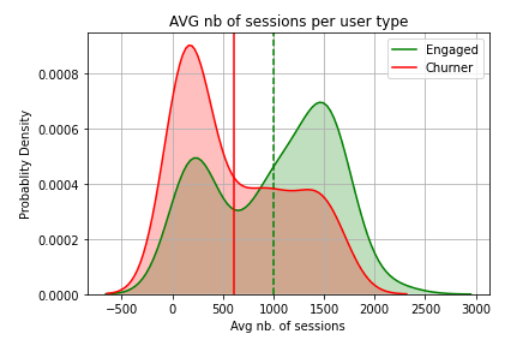 AVG nb of sessions per user type
Engaged
Churner
Probablity Density
0.0008
0.0006
0.0004
0.0002
0.0000
−500 0 500 1000 1500 2000 2500 3000
Avg nb. of sessions